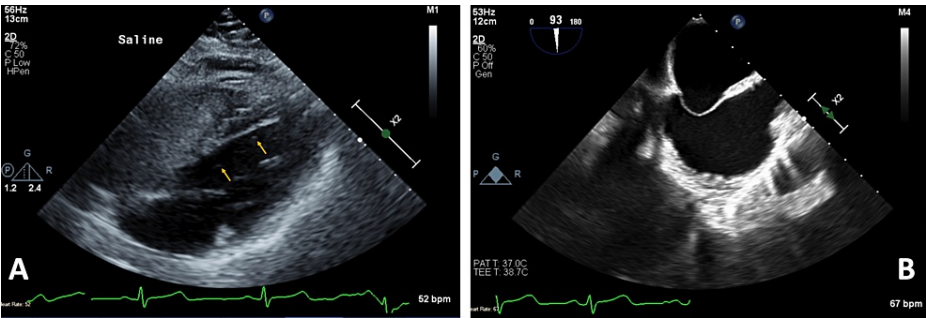 56Hz
13cm
2D
72%
C 50
P Low
HPen
Saline
P
M1
X2
G
P
R
1.2
2.4
A
52 bpm
53Hz
12cm
2D
60%
C 50
P Off
Gen
0 93 180
P
M4
X2
G
P
R
PAT T: 37.0C
TEE T: 38.7C
B
67 bpm